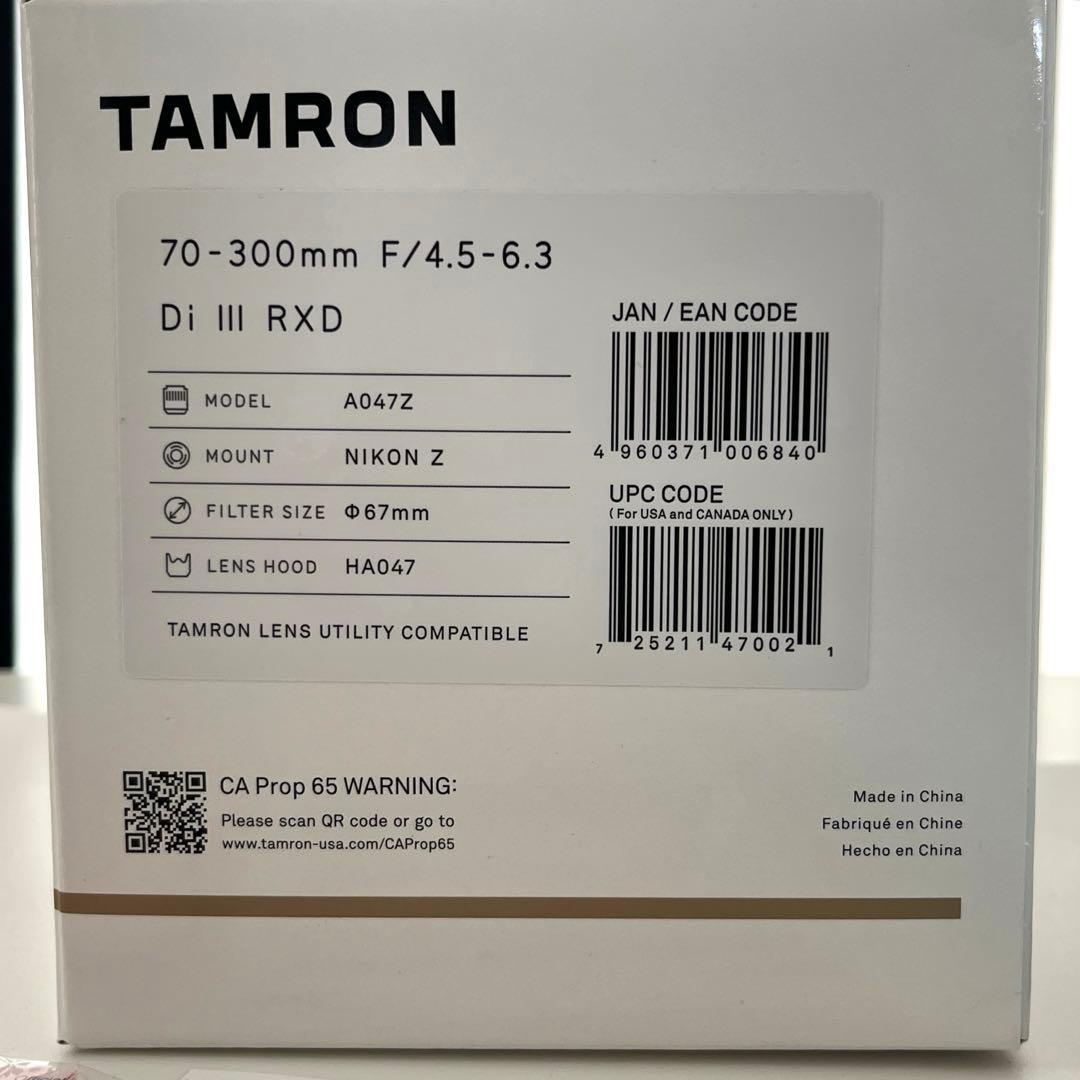 TAMRON
70-300mm F/4.5-6.3
Di III RXD
MODEL A047Z
MOUNT NIKON Z
FILTER SIZE Φ67mm
LENS HOOD HA047
TAMRON LENS UTILITY COMPATIBLE
JAN / EAN CODE
4 960371 006840
UPC CODE
(For USA and CANADA ONLY)
7 25211 47002 1
CA Prop 65 WARNING:
Please scan QR code or go to
www.tamron-usa.com/CAProp65
Made in China
Fabriqué en Chine
Hecho en China